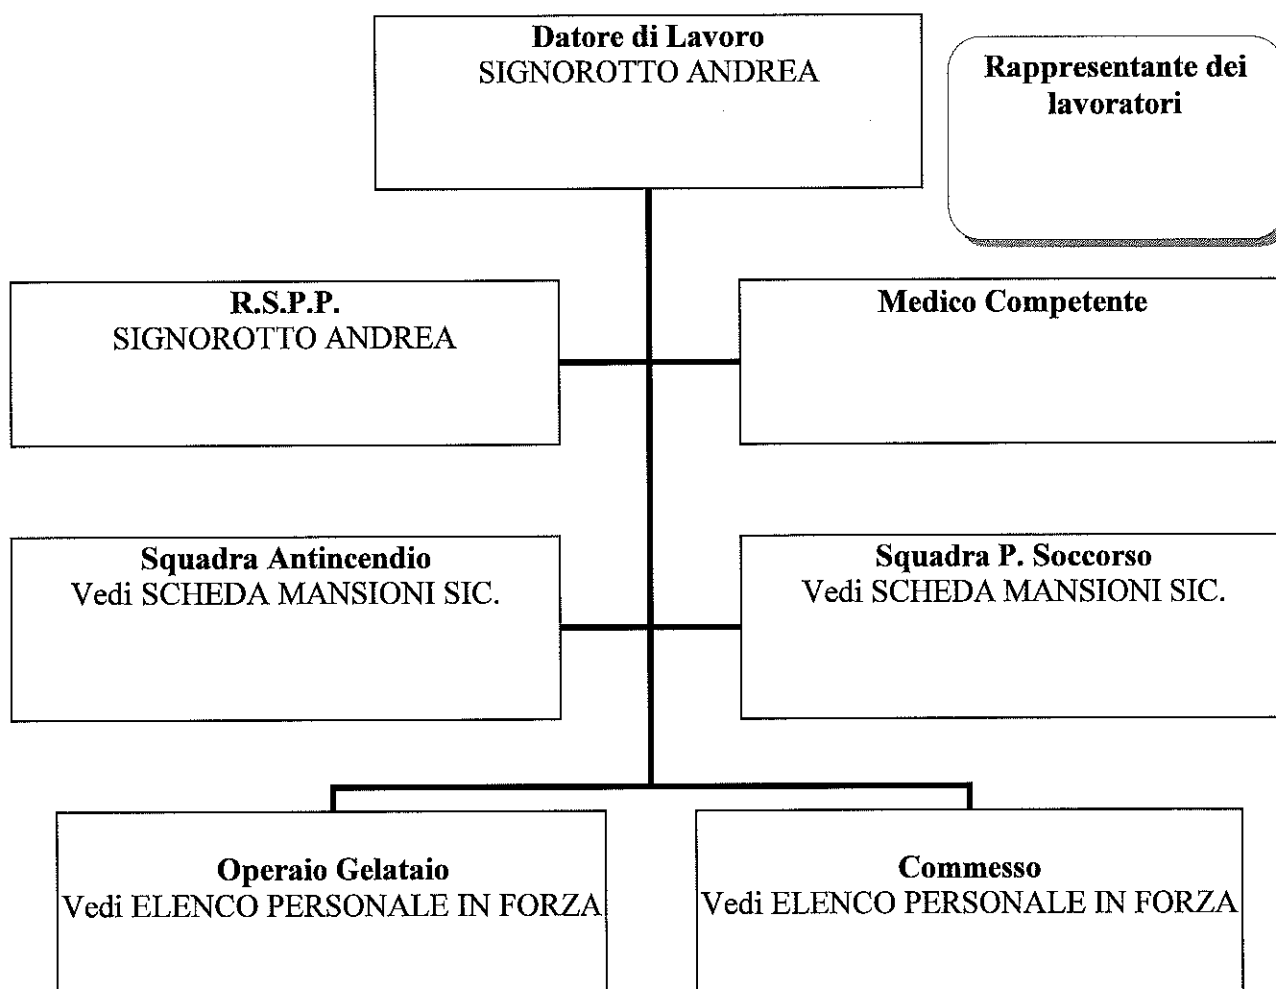 Datore di Lavoro
SIGNOROTTO ANDREA
Rappresentante dei
lavoratori
R.S.P.P.
SIGNOROTTO ANDREA
Medico Competente
Squadra Antincendio
Vedi SCHEDA MANSIONI SIC.
Squadra P. Soccorso
Vedi SCHEDA MANSIONI SIC.
Operaio Gelataio
Vedi ELENCO PERSONALE IN FORZA
Commesso
Vedi ELENCO PERSONALE IN FORZA